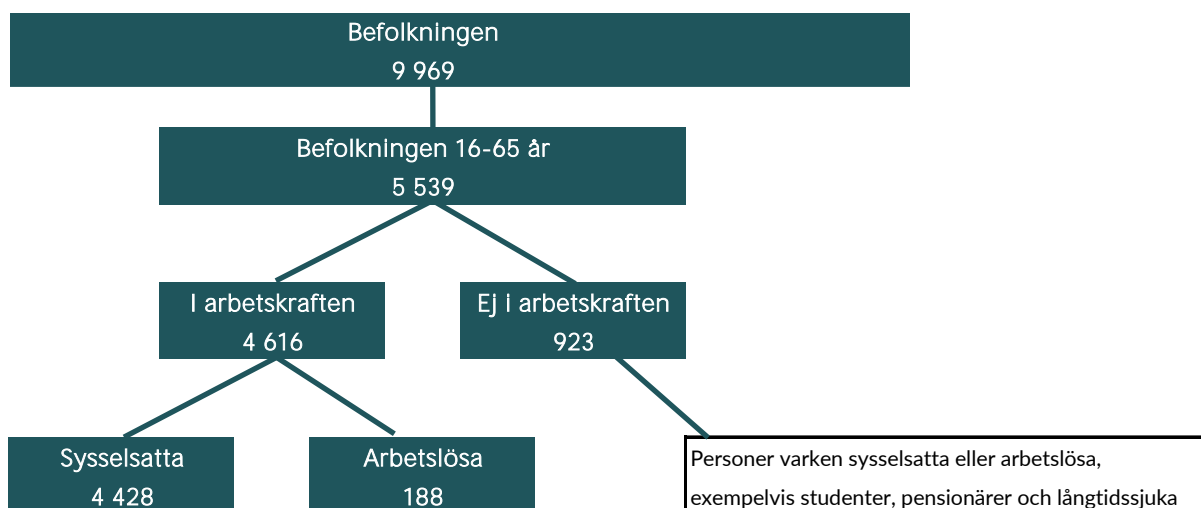 Befolkningen
9 969
Befolkningen 16-65 år
5 539
I arbetskraften
4 616
Ej i arbetskraften
923
Sysselsatta
4 428
Arbetslösa
188
Personer varken sysselsatta eller arbetslösa,
exempelvis studenter, pensionärer och långtidssjuka